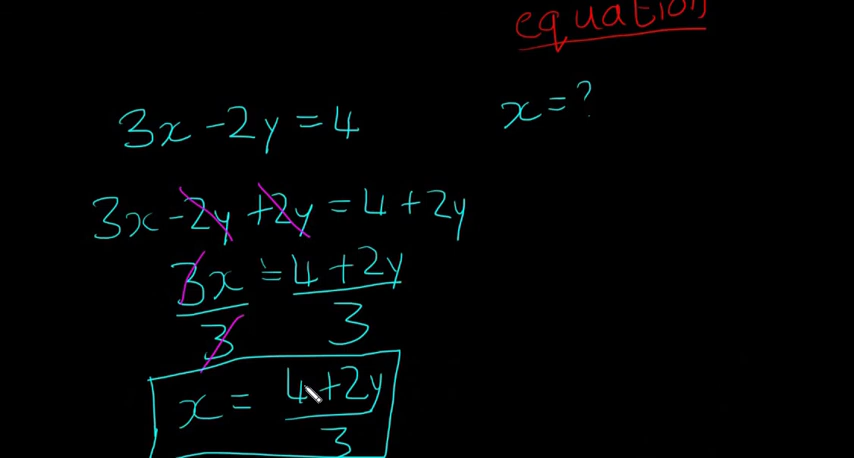 equation
3x - 2y = 4
x = ?
3x - 2y + 2y = 4 + 2y
3x/3 = (4 + 2y)/3
x = (4 + 2y)/3